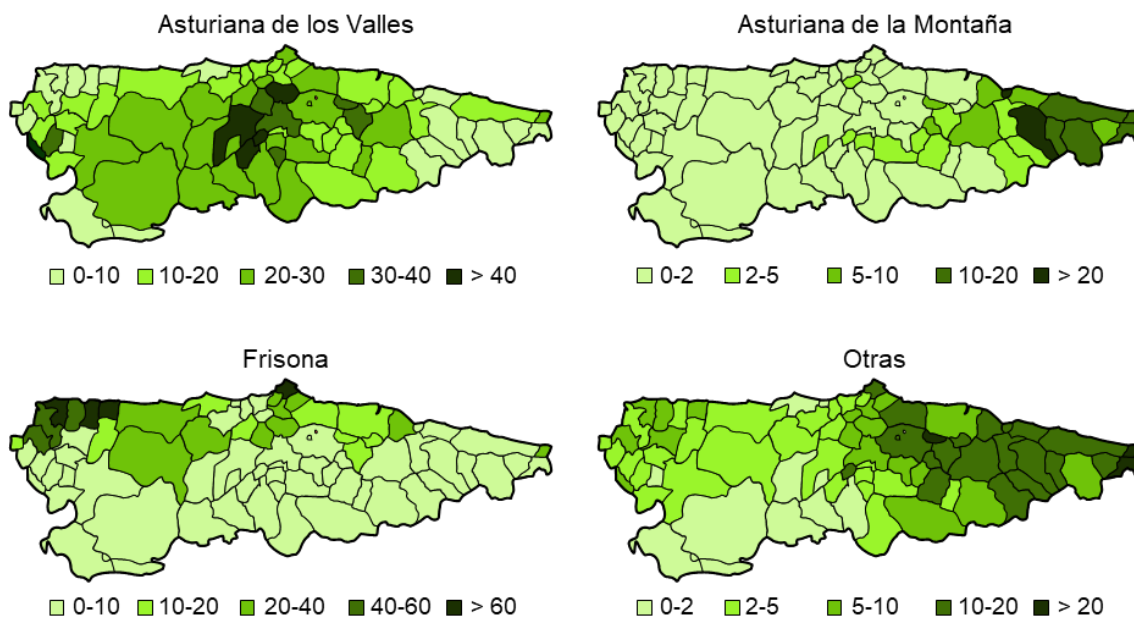 Asturiana de los Valles
Asturiana de la Montaña
0-10 10-20 20-30 30-40 > 40
0-2 2-5 5-10 10-20 > 20
Frisona
Otras
0-10 10-20 20-40 40-60 > 60
0-2 2-5 5-10 10-20 > 20